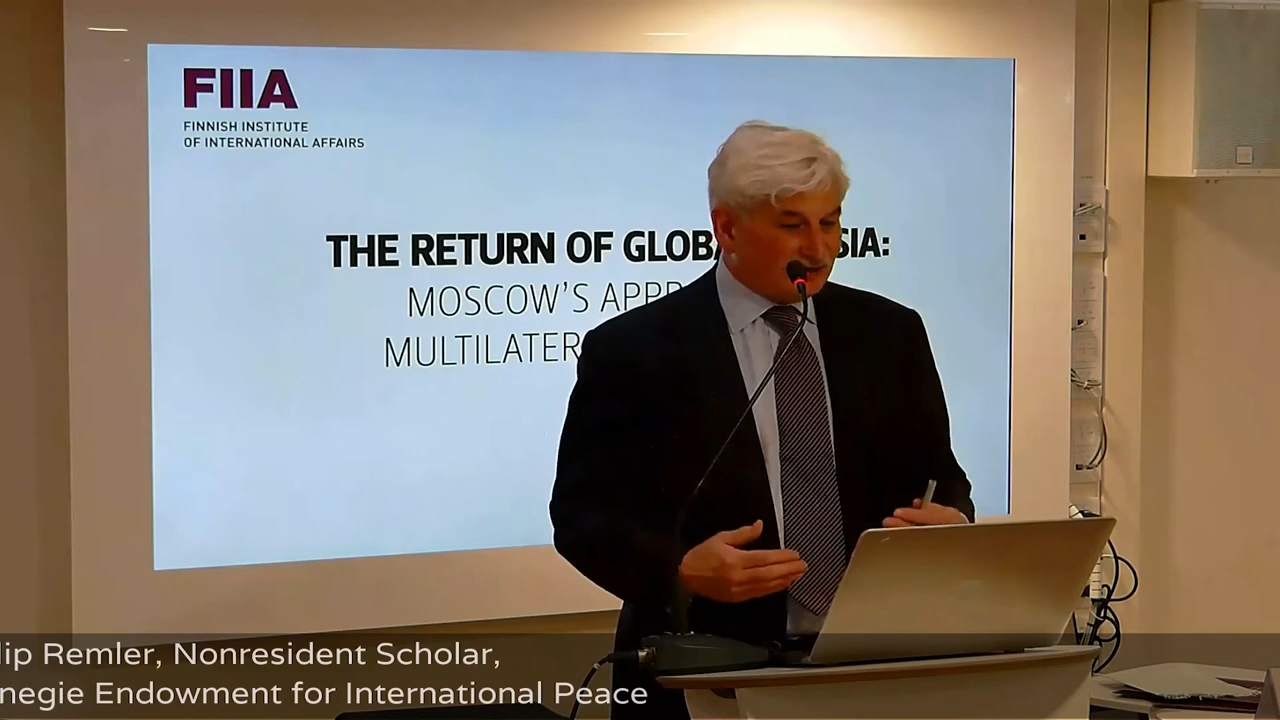 FIIA
FINNISH INSTITUTE
OF INTERNATIONAL AFFAIRS
THE RETURN OF GLOBA SIA:
MOSCOW'S APPR
MULTILATER
lip Remler, Nonresident Scholar,
negie Endowment for International Peace